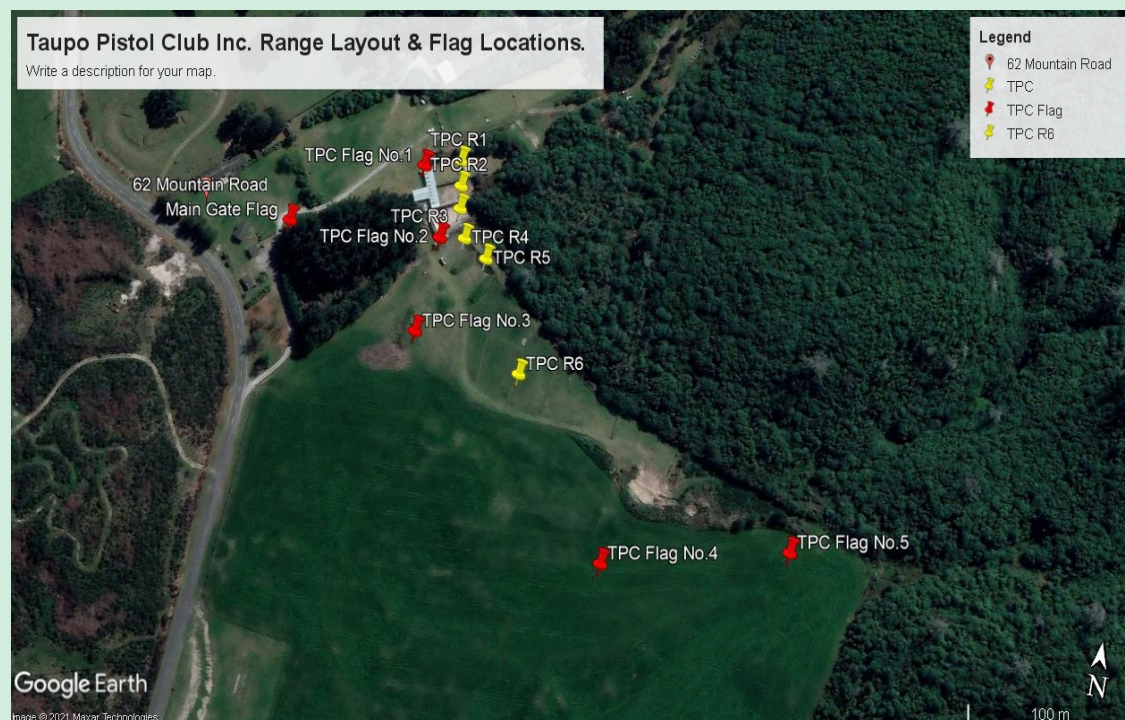 Taupo Pistol Club Inc. Range Layout & Flag Locations.
Write a description for your map.
Legend
62 Mountain Road
TPC
TPC Flag
TPC R6
TPC R1
TPC Flag No.1
TPC R2
62 Mountain Road
Main Gate Flag
TPC R3
TPC Flag No.2
TPC R4
TPC R5
TPC Flag No.3
TPC R6
TPC Flag No.4
TPC Flag No.5
Google Earth
N
Image © 2021 Maxar Technologies
100 m